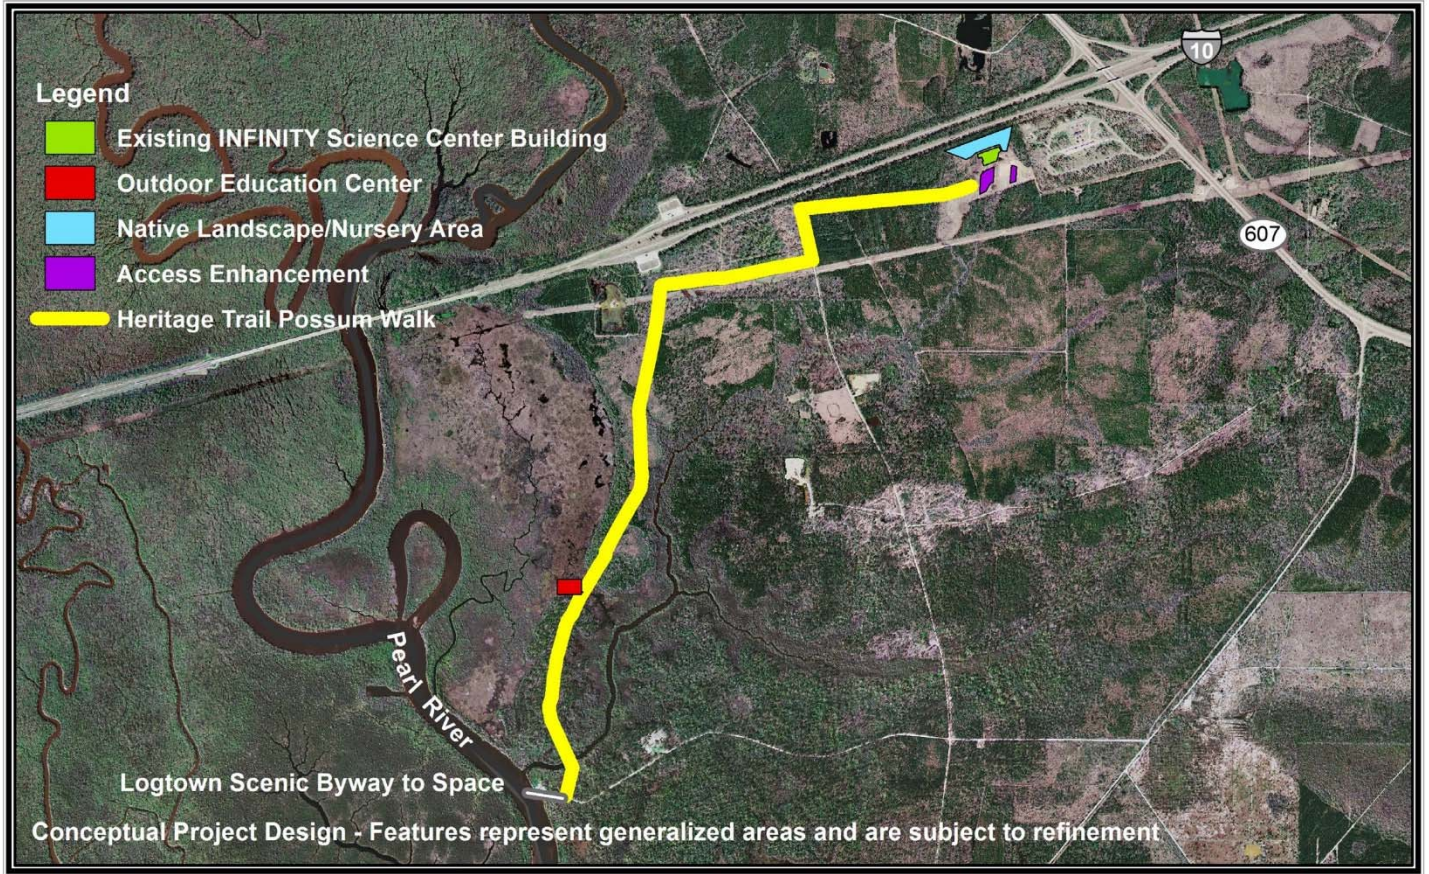 10
Legend
Existing INFINITY Science Center Building
Outdoor Education Center
Native Landscape/Nursery Area
Access Enhancement
Heritage Trail Possum Walk
607
Pearl River
Logtown Scenic Byway to Space
Conceptual Project Design - Features represent generalized areas and are subject to refinement